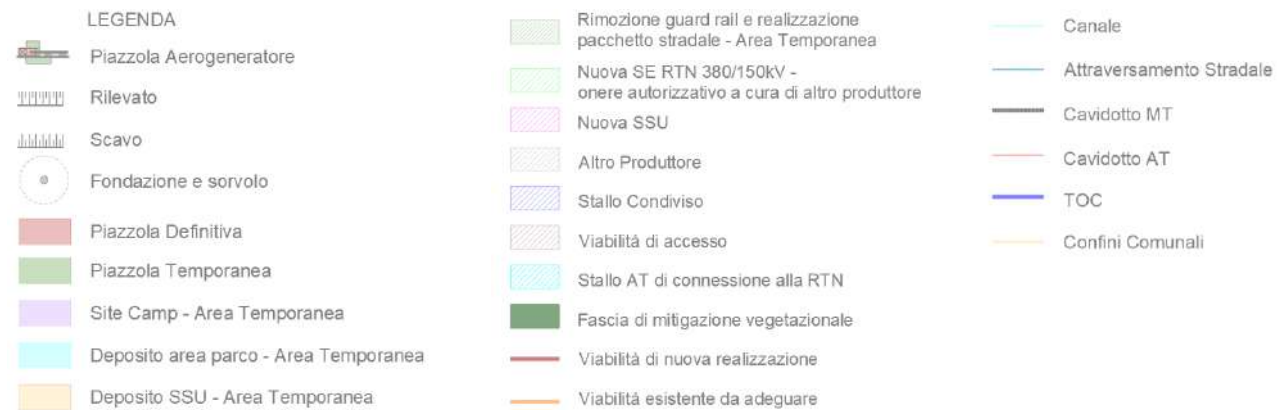 LEGENDA
Piazzola Aerogeneratore
Rilevato
Scavo
Fondazione e sorvolo
Piazzola Definitiva
Piazzola Temporanea
Site Camp - Area Temporanea
Deposito area parco - Area Temporanea
Deposito SSU - Area Temporanea
Rimozione guard rail e realizzazione
pacchetto stradale - Area Temporanea
Nuova SE RTN 380/150kV -
onere autorizzativo a cura di altro produttore
Nuova SSU
Altro Produttore
Stallo Condiviso
Viabilità di accesso
Stallo AT di connessione alla RTN
Fascia di mitigazione vegetazionale
Viabilità di nuova realizzazione
Viabilità esistente da adeguare
Canale
Attraversamento Stradale
Cavidotto MT
Cavidotto AT
TOC
Confini Comunali